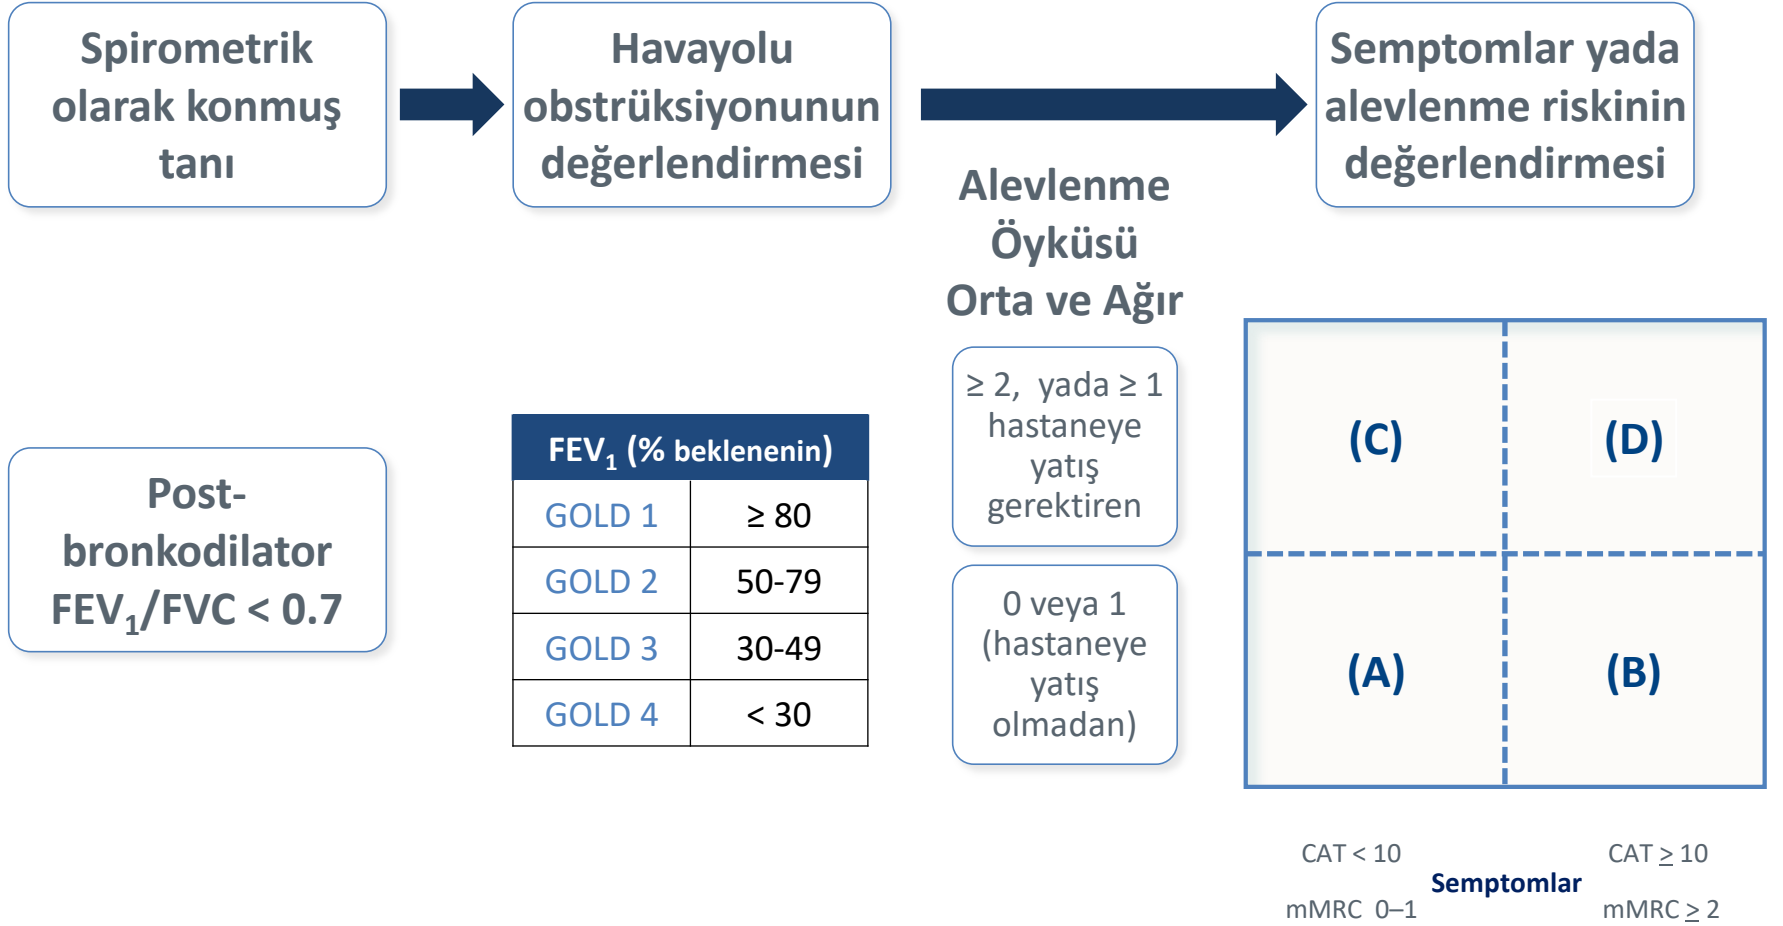 Spirometrik
olarak konmuş
tanı
Havayolu
obstrüksiyonunun
değerlendirmesi
Semptomlar yada
alevlenme riskinin
değerlendirmesi
Post-
bronkodilator
FEV1/FVC < 0.7
FEV1 (% beklenenin)
GOLD 1 ≥ 80
GOLD 2 50-79
GOLD 3 30-49
GOLD 4 < 30
Alevlenme
Öyküsü
Orta ve Ağır
≥ 2, yada ≥ 1
hastaneye
yatış
gerektiren
0 veya 1
(hastaneye
yatış
olmadan)
(C) (D)
(A) (B)
CAT < 10 CAT ≥ 10
Semptomlar
mMRC 0–1 mMRC ≥ 2